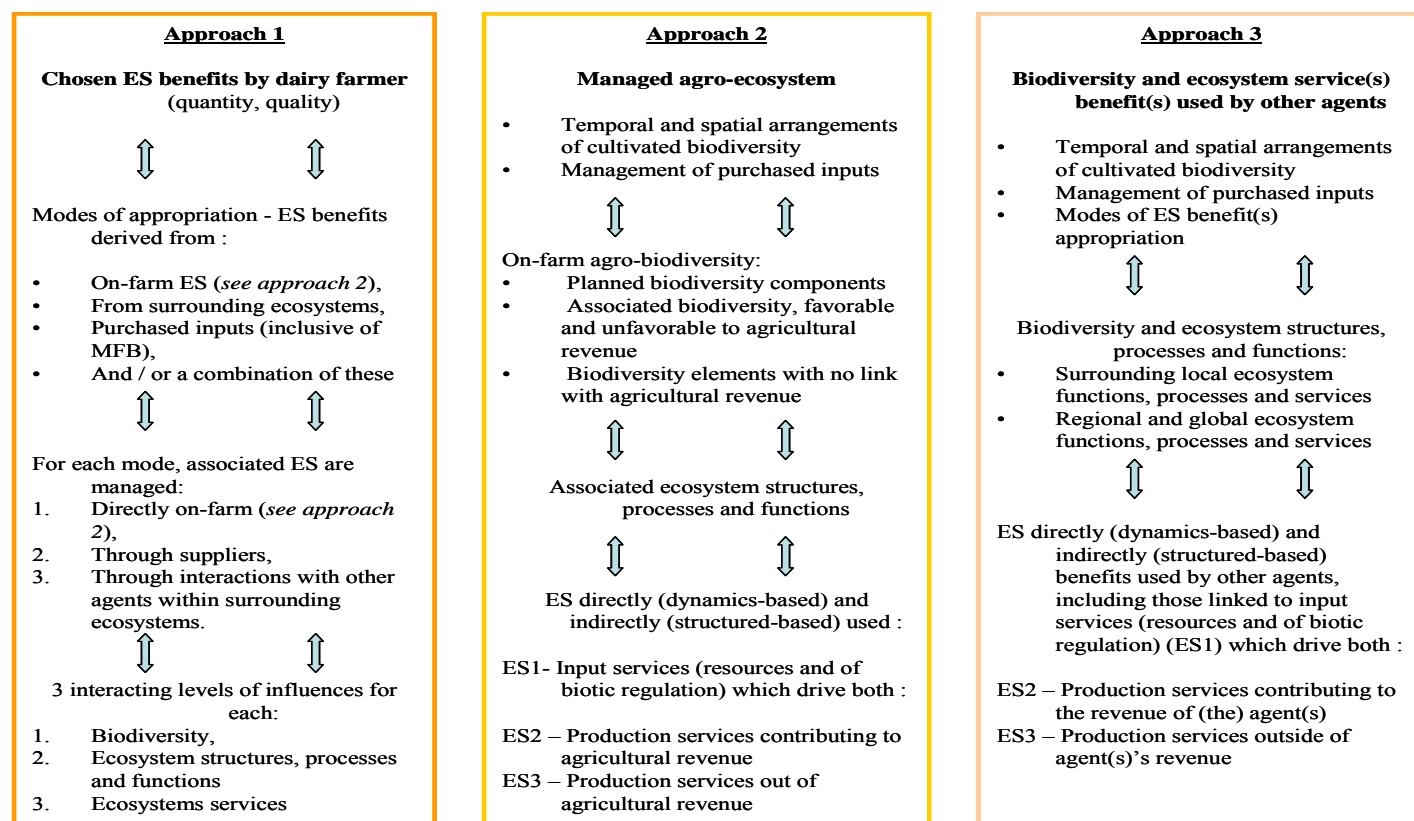 Approach 1
Chosen ES benefits by dairy farmer
(quantity, quality)
Modes of appropriation - ES benefits
derived from :
• On-farm ES (see approach 2),
• From surrounding ecosystems,
• Purchased inputs (inclusive of
MFB),
• And / or a combination of these
For each mode, associated ES are
managed:
1. Directly on-farm (see approach
2),
2. Through suppliers,
3. Through interactions with other
agents within surrounding
ecosystems.
3 interacting levels of influences for
each:
1. Biodiversity,
2. Ecosystem structures, processes
and functions
3. Ecosystems services
Approach 2
Managed agro-ecosystem
• Temporal and spatial arrangements
of cultivated biodiversity
• Management of purchased inputs
On-farm agro-biodiversity:
• Planned biodiversity components
• Associated biodiversity, favorable
and unfavorable to agricultural
revenue
• Biodiversity elements with no link
with agricultural revenue
Associated ecosystem structures,
processes and functions
ES directly (dynamics-based) and
indirectly (structured-based) used :
ES1- Input services (resources and of
biotic regulation) which drive both :
ES2 – Production services contributing to
agricultural revenue
ES3 – Production services out of
agricultural revenue
Approach 3
Biodiversity and ecosystem service(s)
benefit(s) used by other agents
• Temporal and spatial arrangements
of cultivated biodiversity
• Management of purchased inputs
• Modes of ES benefit(s)
appropriation
Biodiversity and ecosystem structures,
processes and functions:
• Surrounding local ecosystem
functions, processes and services
• Regional and global ecosystem
functions, processes and services
ES directly (dynamics-based) and
indirectly (structured-based)
benefits used by other agents,
including those linked to input
services (resources and of biotic
regulation) (ES1) which drive both :
ES2 – Production services contributing to
the revenue of (the) agent(s)
ES3 – Production services outside of
agent(s)'s revenue